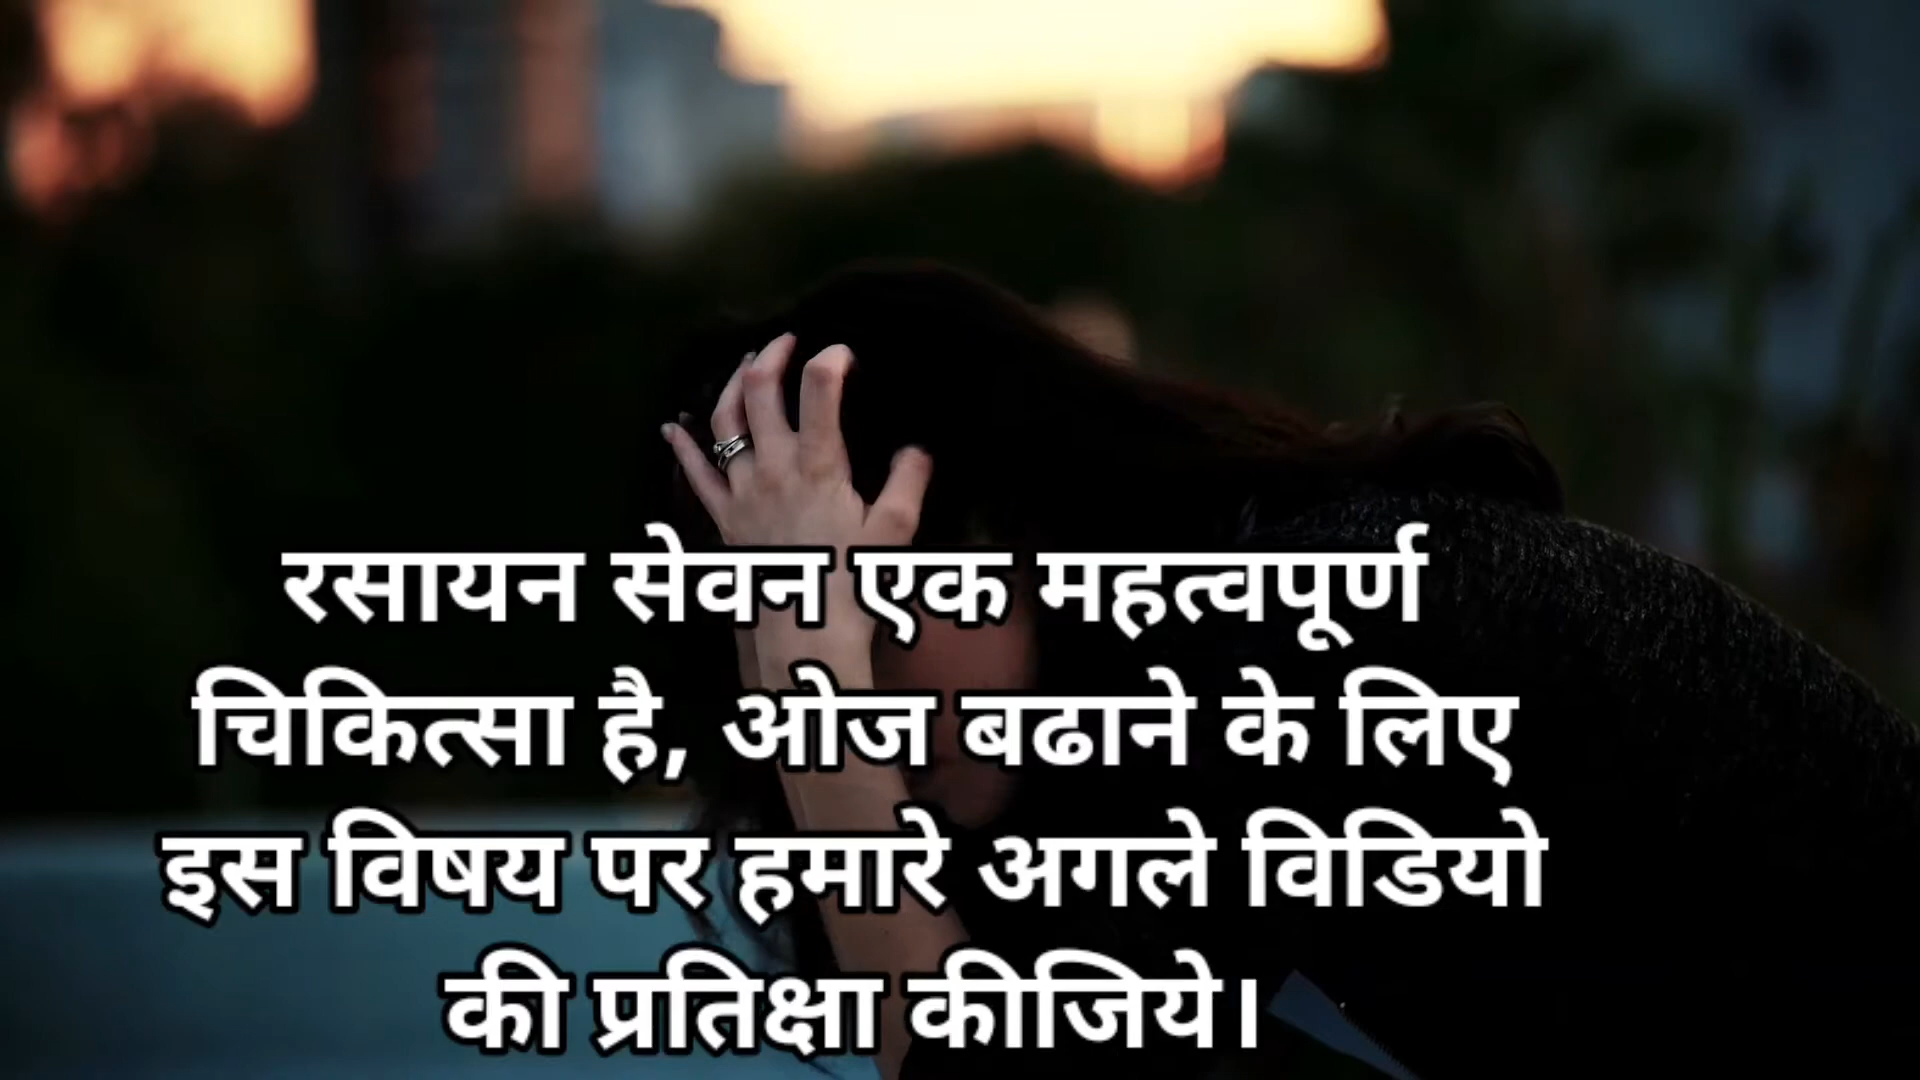 रसायन सेवन एक महत्वपूर्ण
चिकित्सा है, ओज बढाने के लिए
इस विषय पर हमारे अगले विडियो
की प्रतिक्षा कीजिये।